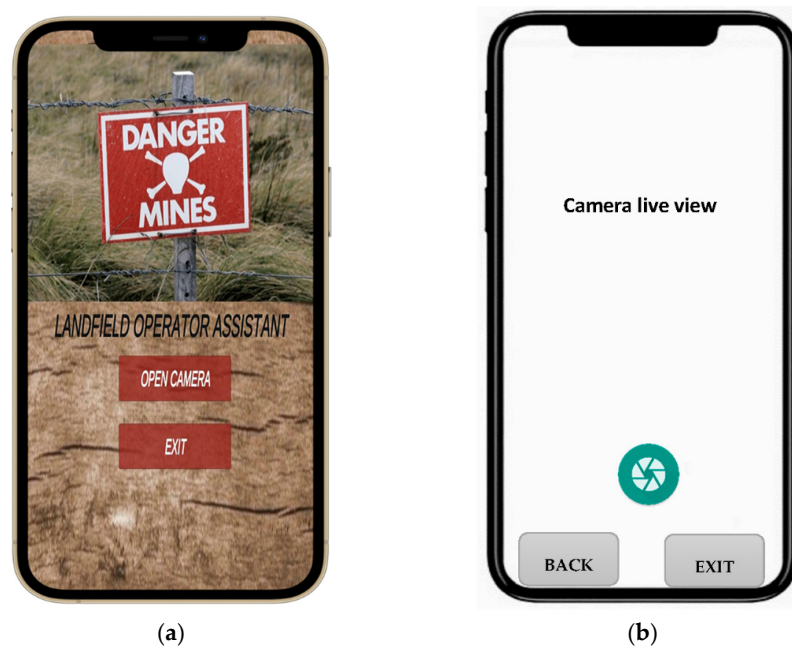 DANGER
MINES
LANDFIELD OPERATOR ASSISTANT
OPEN CAMERA
EXIT
Camera live view
BACK
EXIT
(a)
(b)